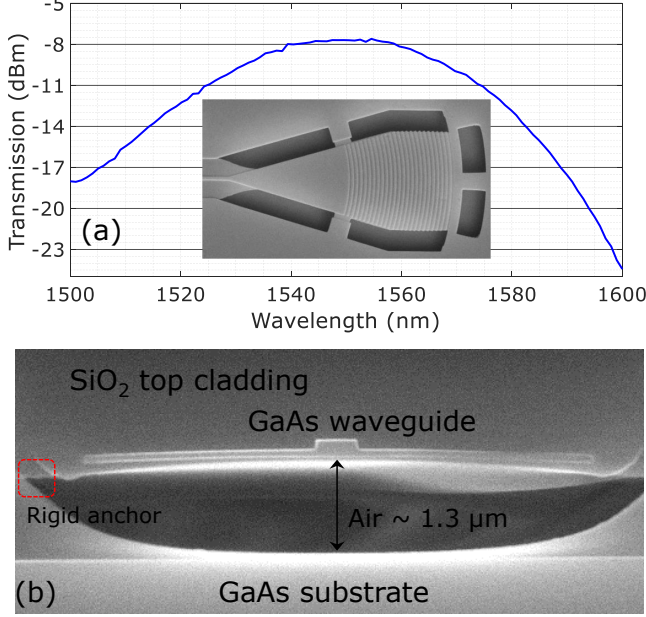 -5
-8
-11
-14
-17
-20
-23
Transmission (dBm)
(a)
1500 1520 1540 1560 1580 1600
Wavelength (nm)
SiO₂ top cladding
GaAs waveguide
Rigid anchor
Air ~ 1.3 μm
(b)
GaAs substrate